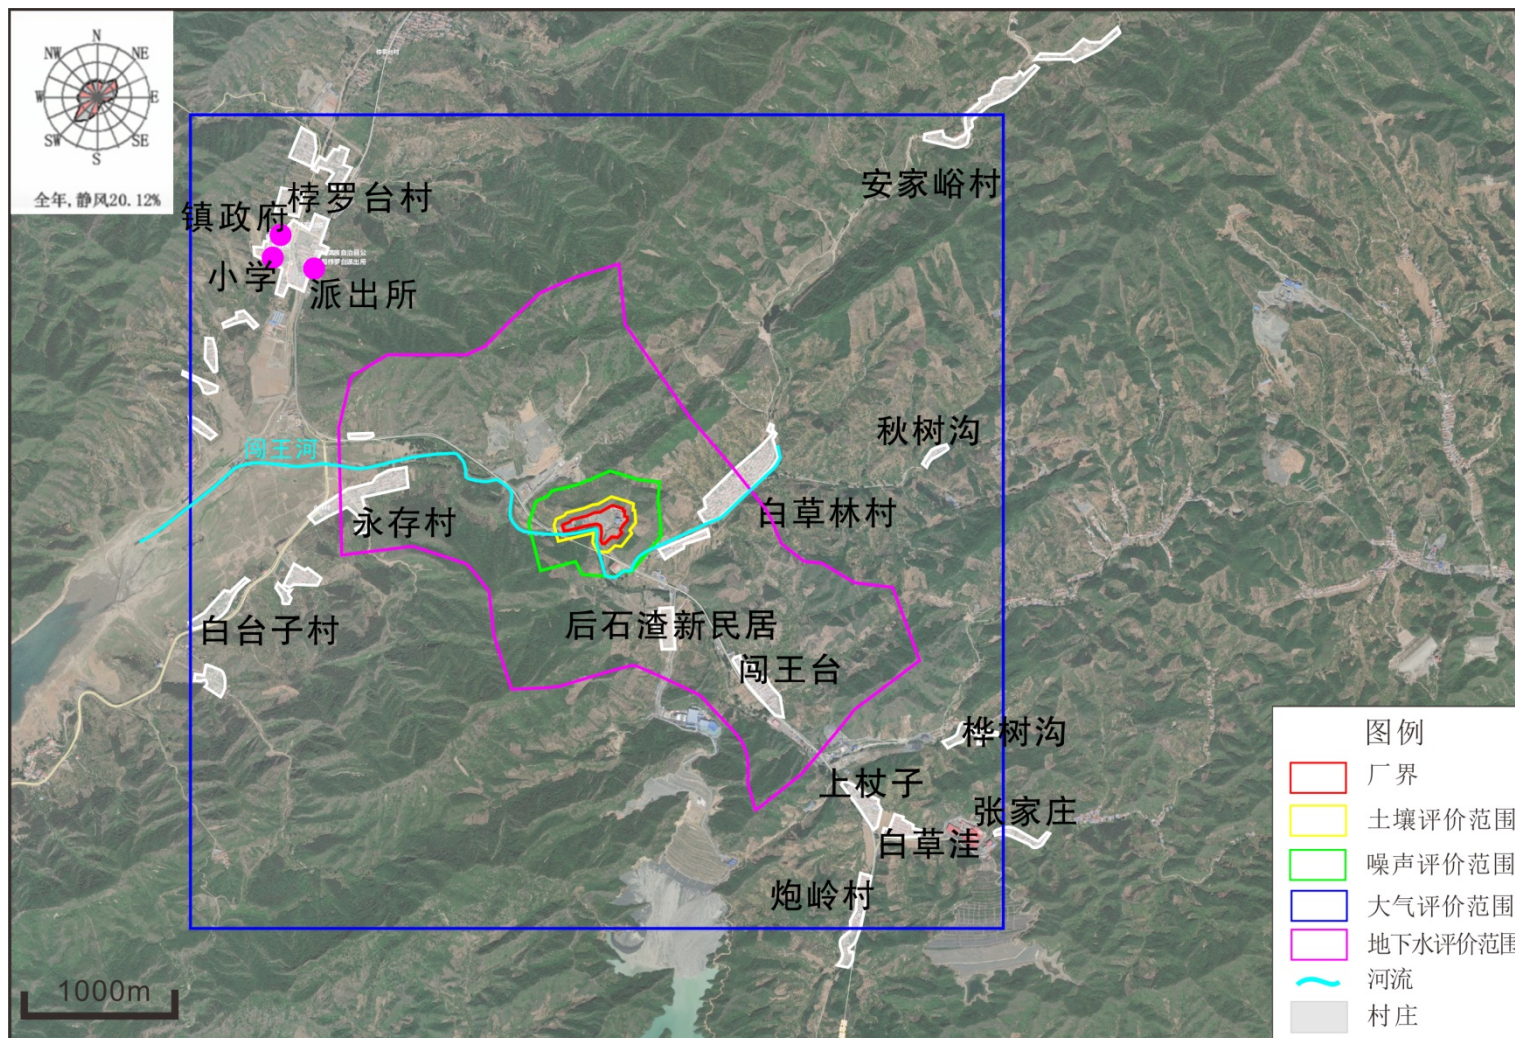 N
NW
NE
W
E
SW
SE
S
全年,静风20.12%
桲罗台村
镇政府
小学
派出所
安家峪村
闯王河
秋树沟
永存村
白草林村
白台子村
后石渣新民居
闯王台
桦树沟
上杖子
张家庄
白草洼
炮岭村
1000m
图例
厂界
土壤评价范围
噪声评价范围
大气评价范围
地下水评价范围
河流
村庄